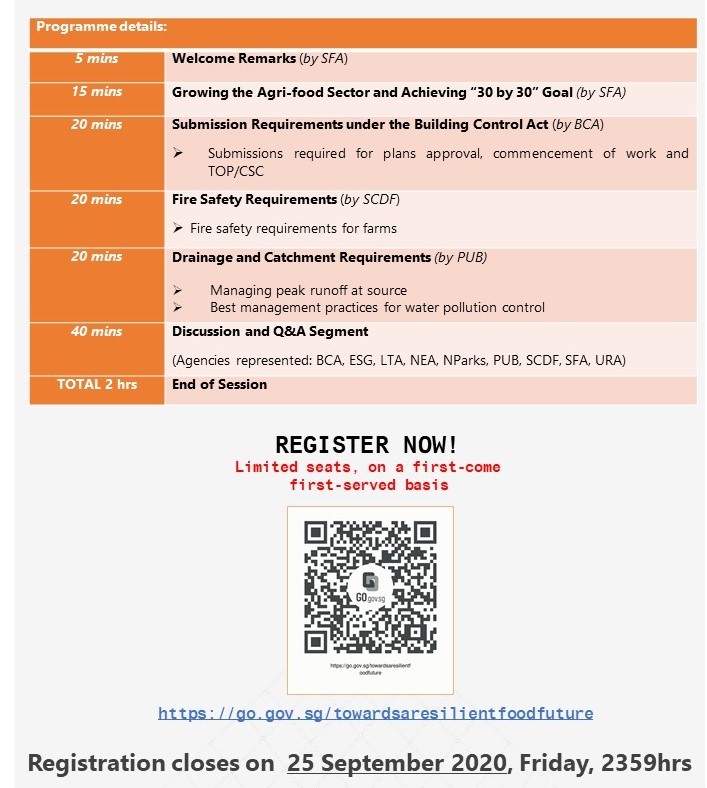 Programme details:
5 mins
Welcome Remarks (by SFA)
15 mins
Growing the Agri-food Sector and Achieving “30 by 30” Goal (by SFA)
20 mins
Submission Requirements under the Building Control Act (by BCA)
➢ Submissions required for plans approval, commencement of work and
TOP/CSC
20 mins
Fire Safety Requirements (by SCDF)
➢ Fire safety requirements for farms
20 mins
Drainage and Catchment Requirements (by PUB)
➢ Managing peak runoff at source
➢ Best management practices for water pollution control
40 mins
Discussion and Q&A Segment
(Agencies represented: BCA, ESG, LTA, NEA, NParks, PUB, SCDF, SFA, URA)
TOTAL 2 hrs
End of Session
REGISTER NOW!
Limited seats, on a first-come
first-served basis
GO.gov.sg
https://go.gov.sg/towardsaresilientf
oodfuture
https://go.gov.sg/towardsaresilientfoodfuture
Registration closes on 25 September 2020, Friday, 2359hrs